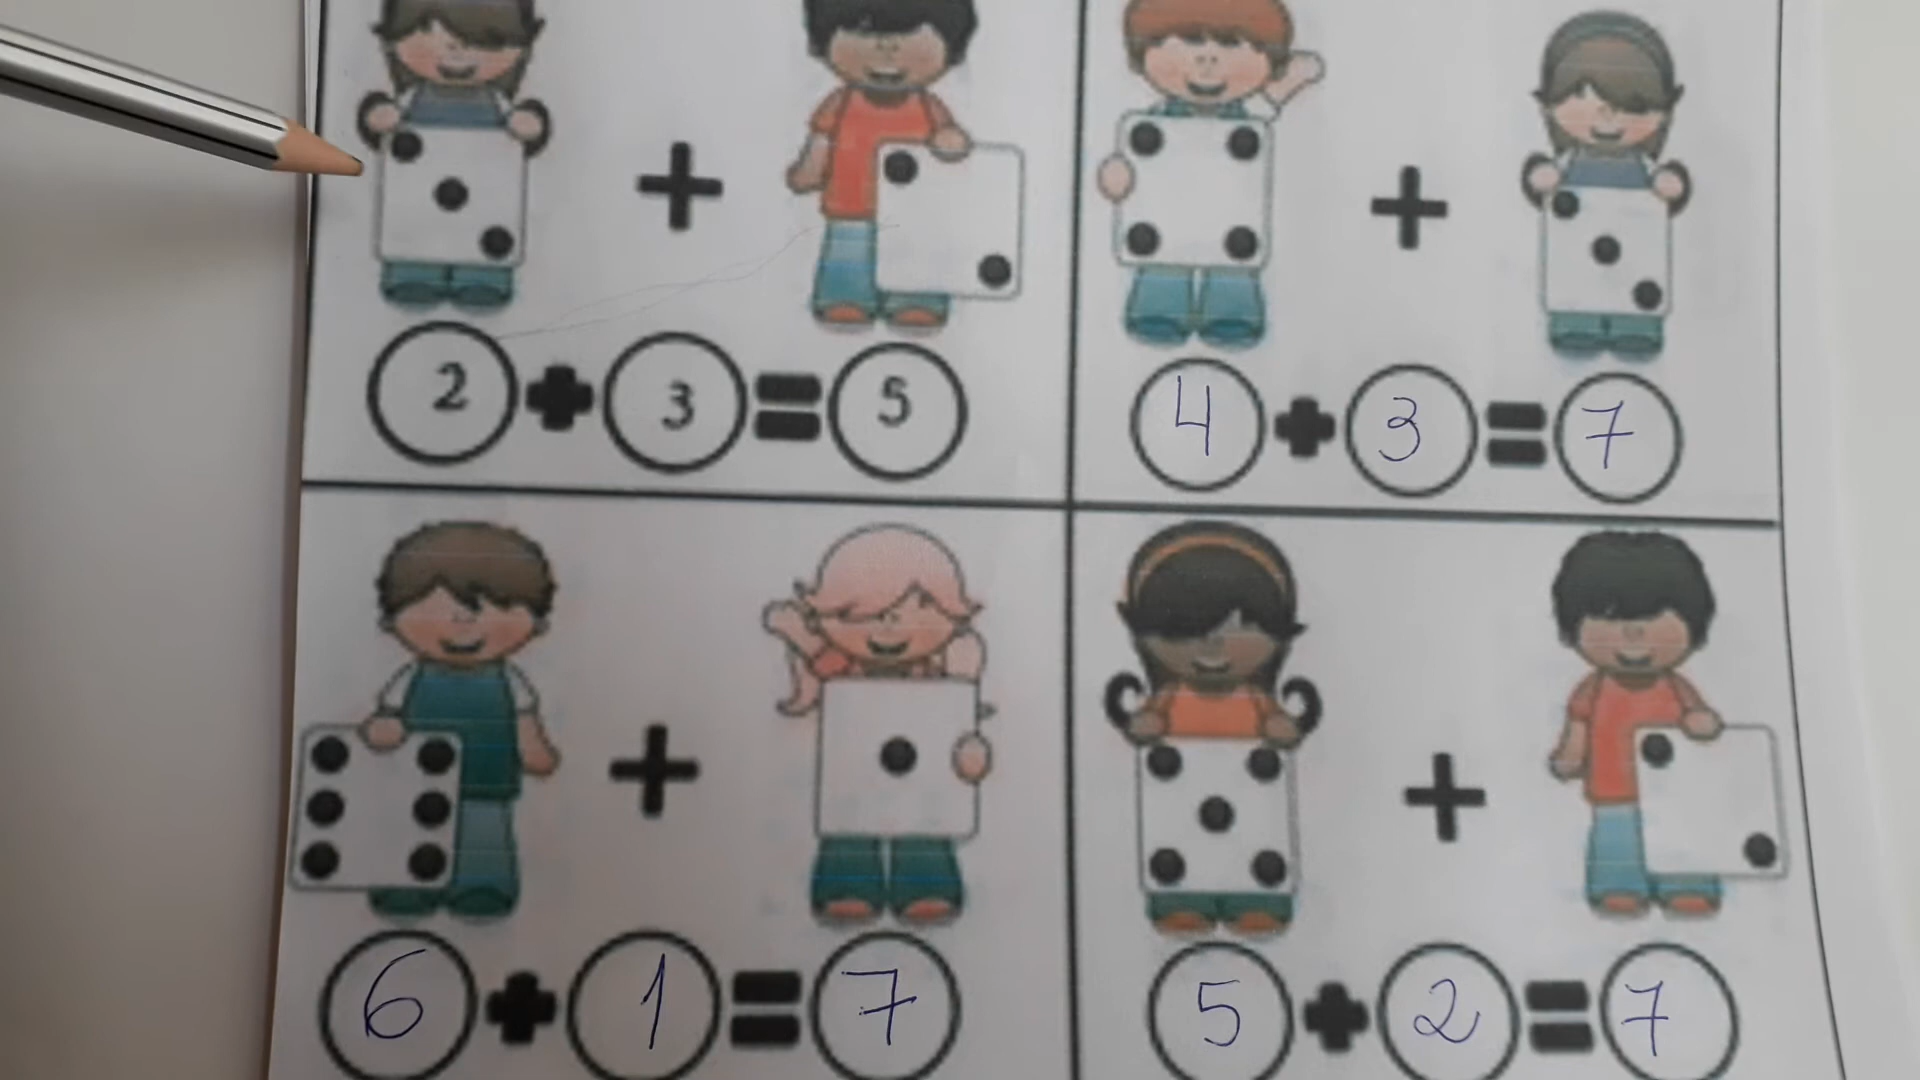 + +
2 + 3 = 5 4 + 3 = 7
+ +
6 + 1 = 7 5 + 2 = 7